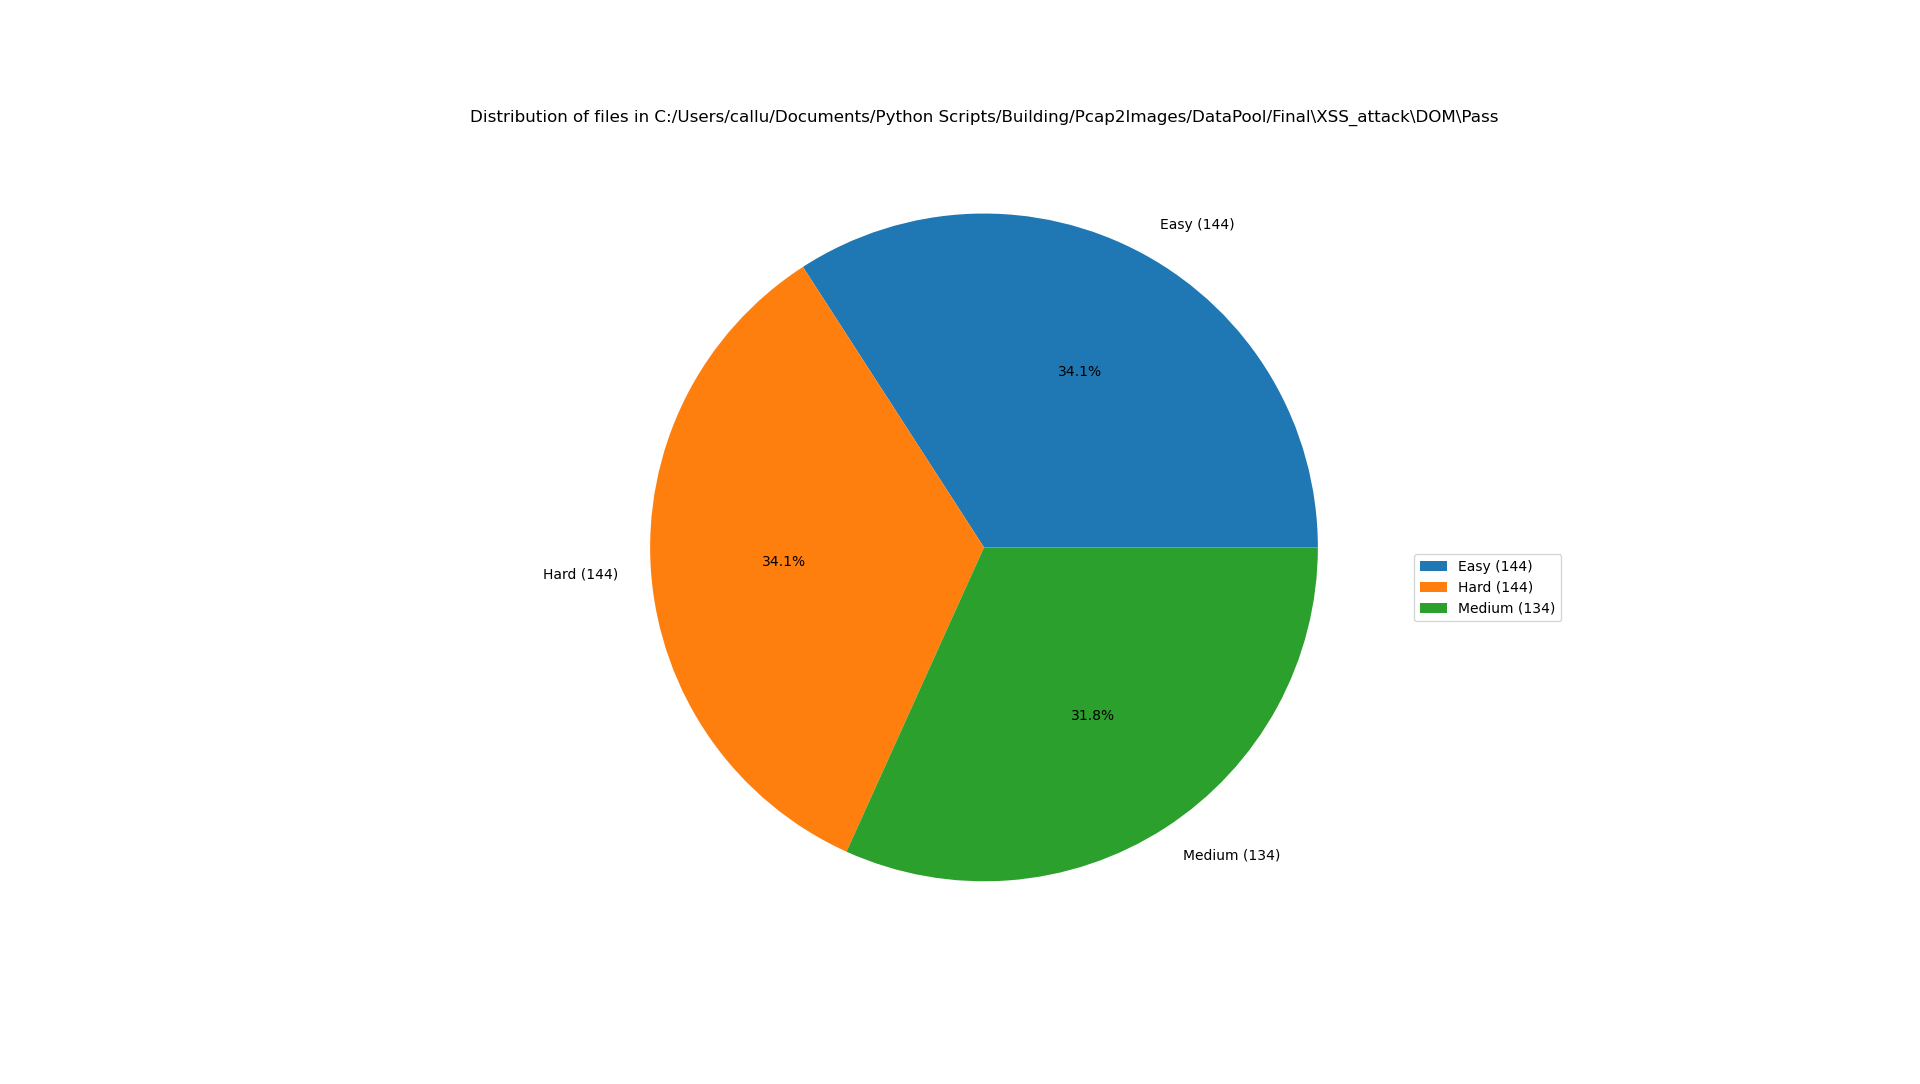 Distribution of files in C:/Users/callu/Documents/Python Scripts/Building/Pcap2Images/DataPool/Final\XSS_attack\DOM\Pass
Easy (144)
34.1%
34.1%
Hard (144)
Easy (144)
Hard (144)
Medium (134)
31.8%
Medium (134)